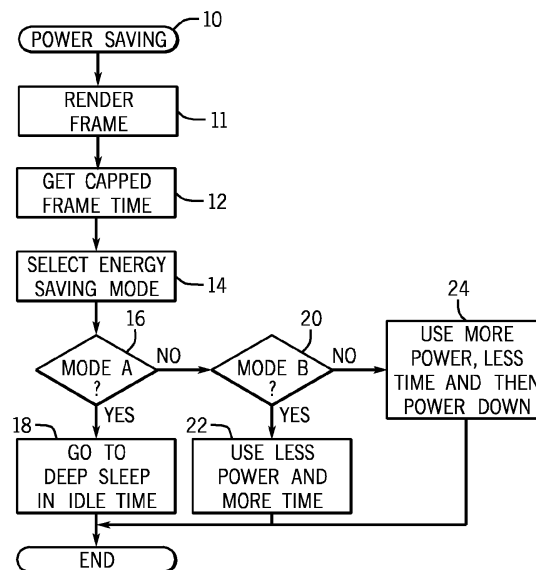 10
POWER SAVING
RENDER
FRAME
11
GET CAPPED
FRAME TIME
12
SELECT ENERGY
SAVING MODE
14
16
MODE A
?
NO
YES
20
MODE B
?
NO
YES
24
USE MORE
POWER, LESS
TIME AND THEN
POWER DOWN
18
GO TO
DEEP SLEEP
IN IDLE TIME
22
USE LESS
POWER AND
MORE TIME
END